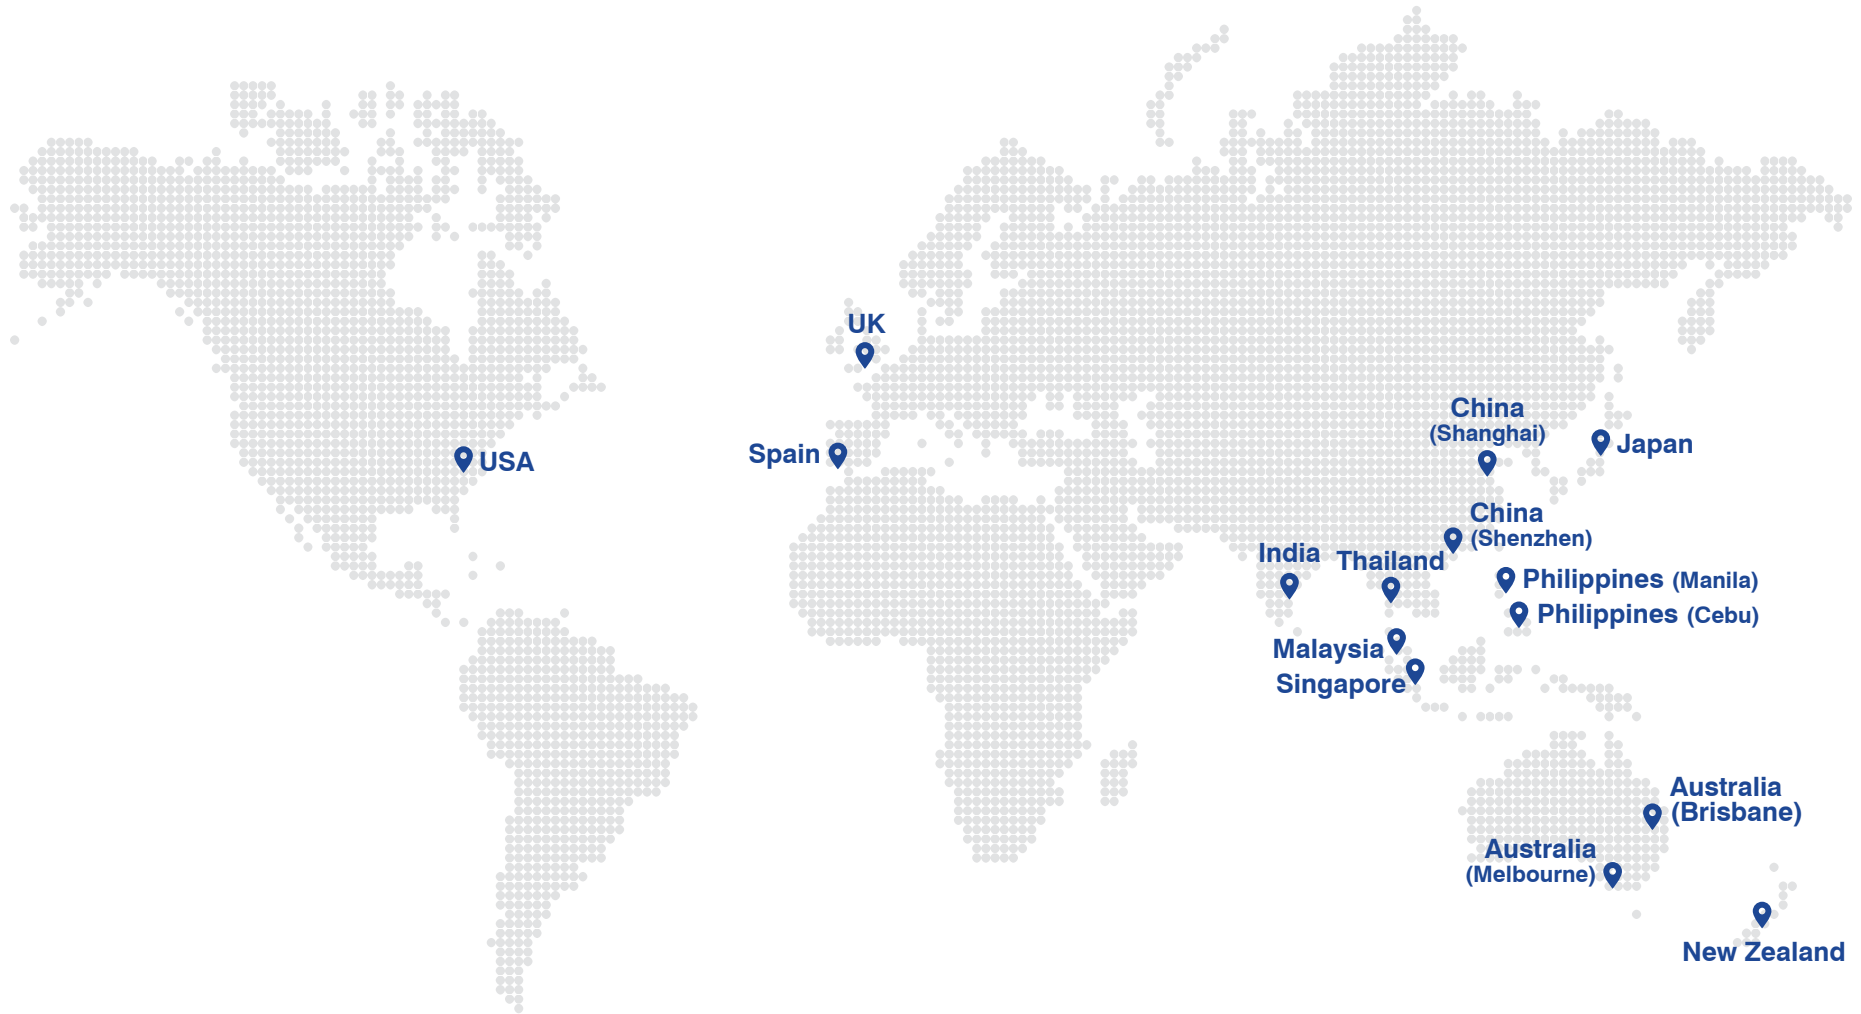 UK
China
(Shanghai)
Japan
Spain
USA
China
(Shenzhen)
India
Thailand
Philippines (Manila)
Philippines (Cebu)
Malaysia
Singapore
Australia
(Brisbane)
Australia
(Melbourne)
New Zealand